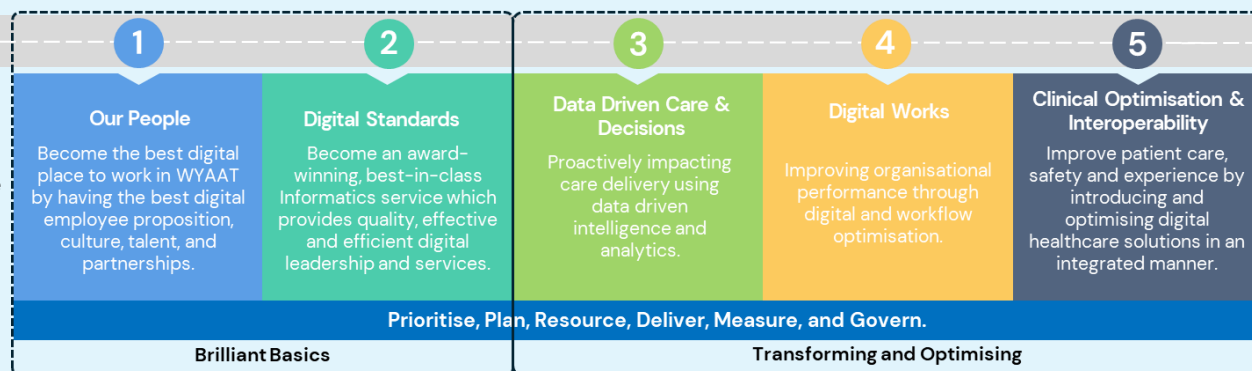 1
Our People
Become the best digital
place to work in WYAAT
by having the best digital
employee proposition,
culture, talent, and
partnerships.
2
Digital Standards
Become an award-
winning, best-in-class
Informatics service which
provides quality, effective
and efficient digital
leadership and services.
3
Data Driven Care &
Decisions
Proactively impacting
care delivery using
data driven
intelligence and
analytics.
4
Digital Works
Improving organisational
performance through
digital and workflow
optimisation.
5
Clinical Optimisation &
Interoperability
Improve patient care,
safety and experience by
introducing and
optimising digital
healthcare solutions in an
integrated manner.
Prioritise, Plan, Resource, Deliver, Measure, and Govern.
Brilliant Basics
Transforming and Optimising